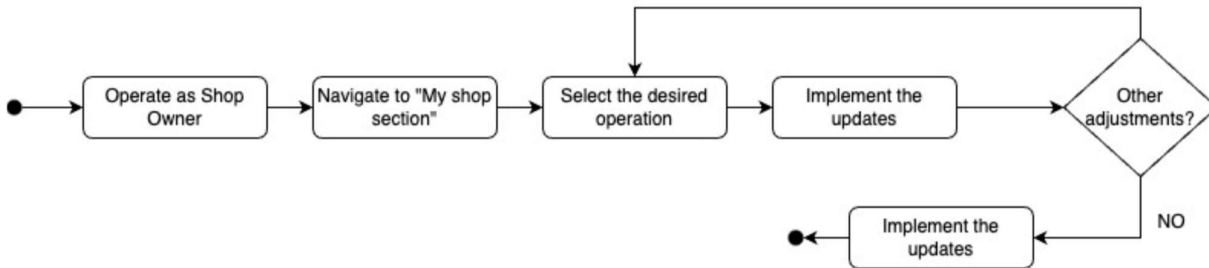 Operate as Shop
Owner
Navigate to "My shop
section"
Select the desired
operation
Implement the
updates
Other
adjustments?
NO
Implement the
updates